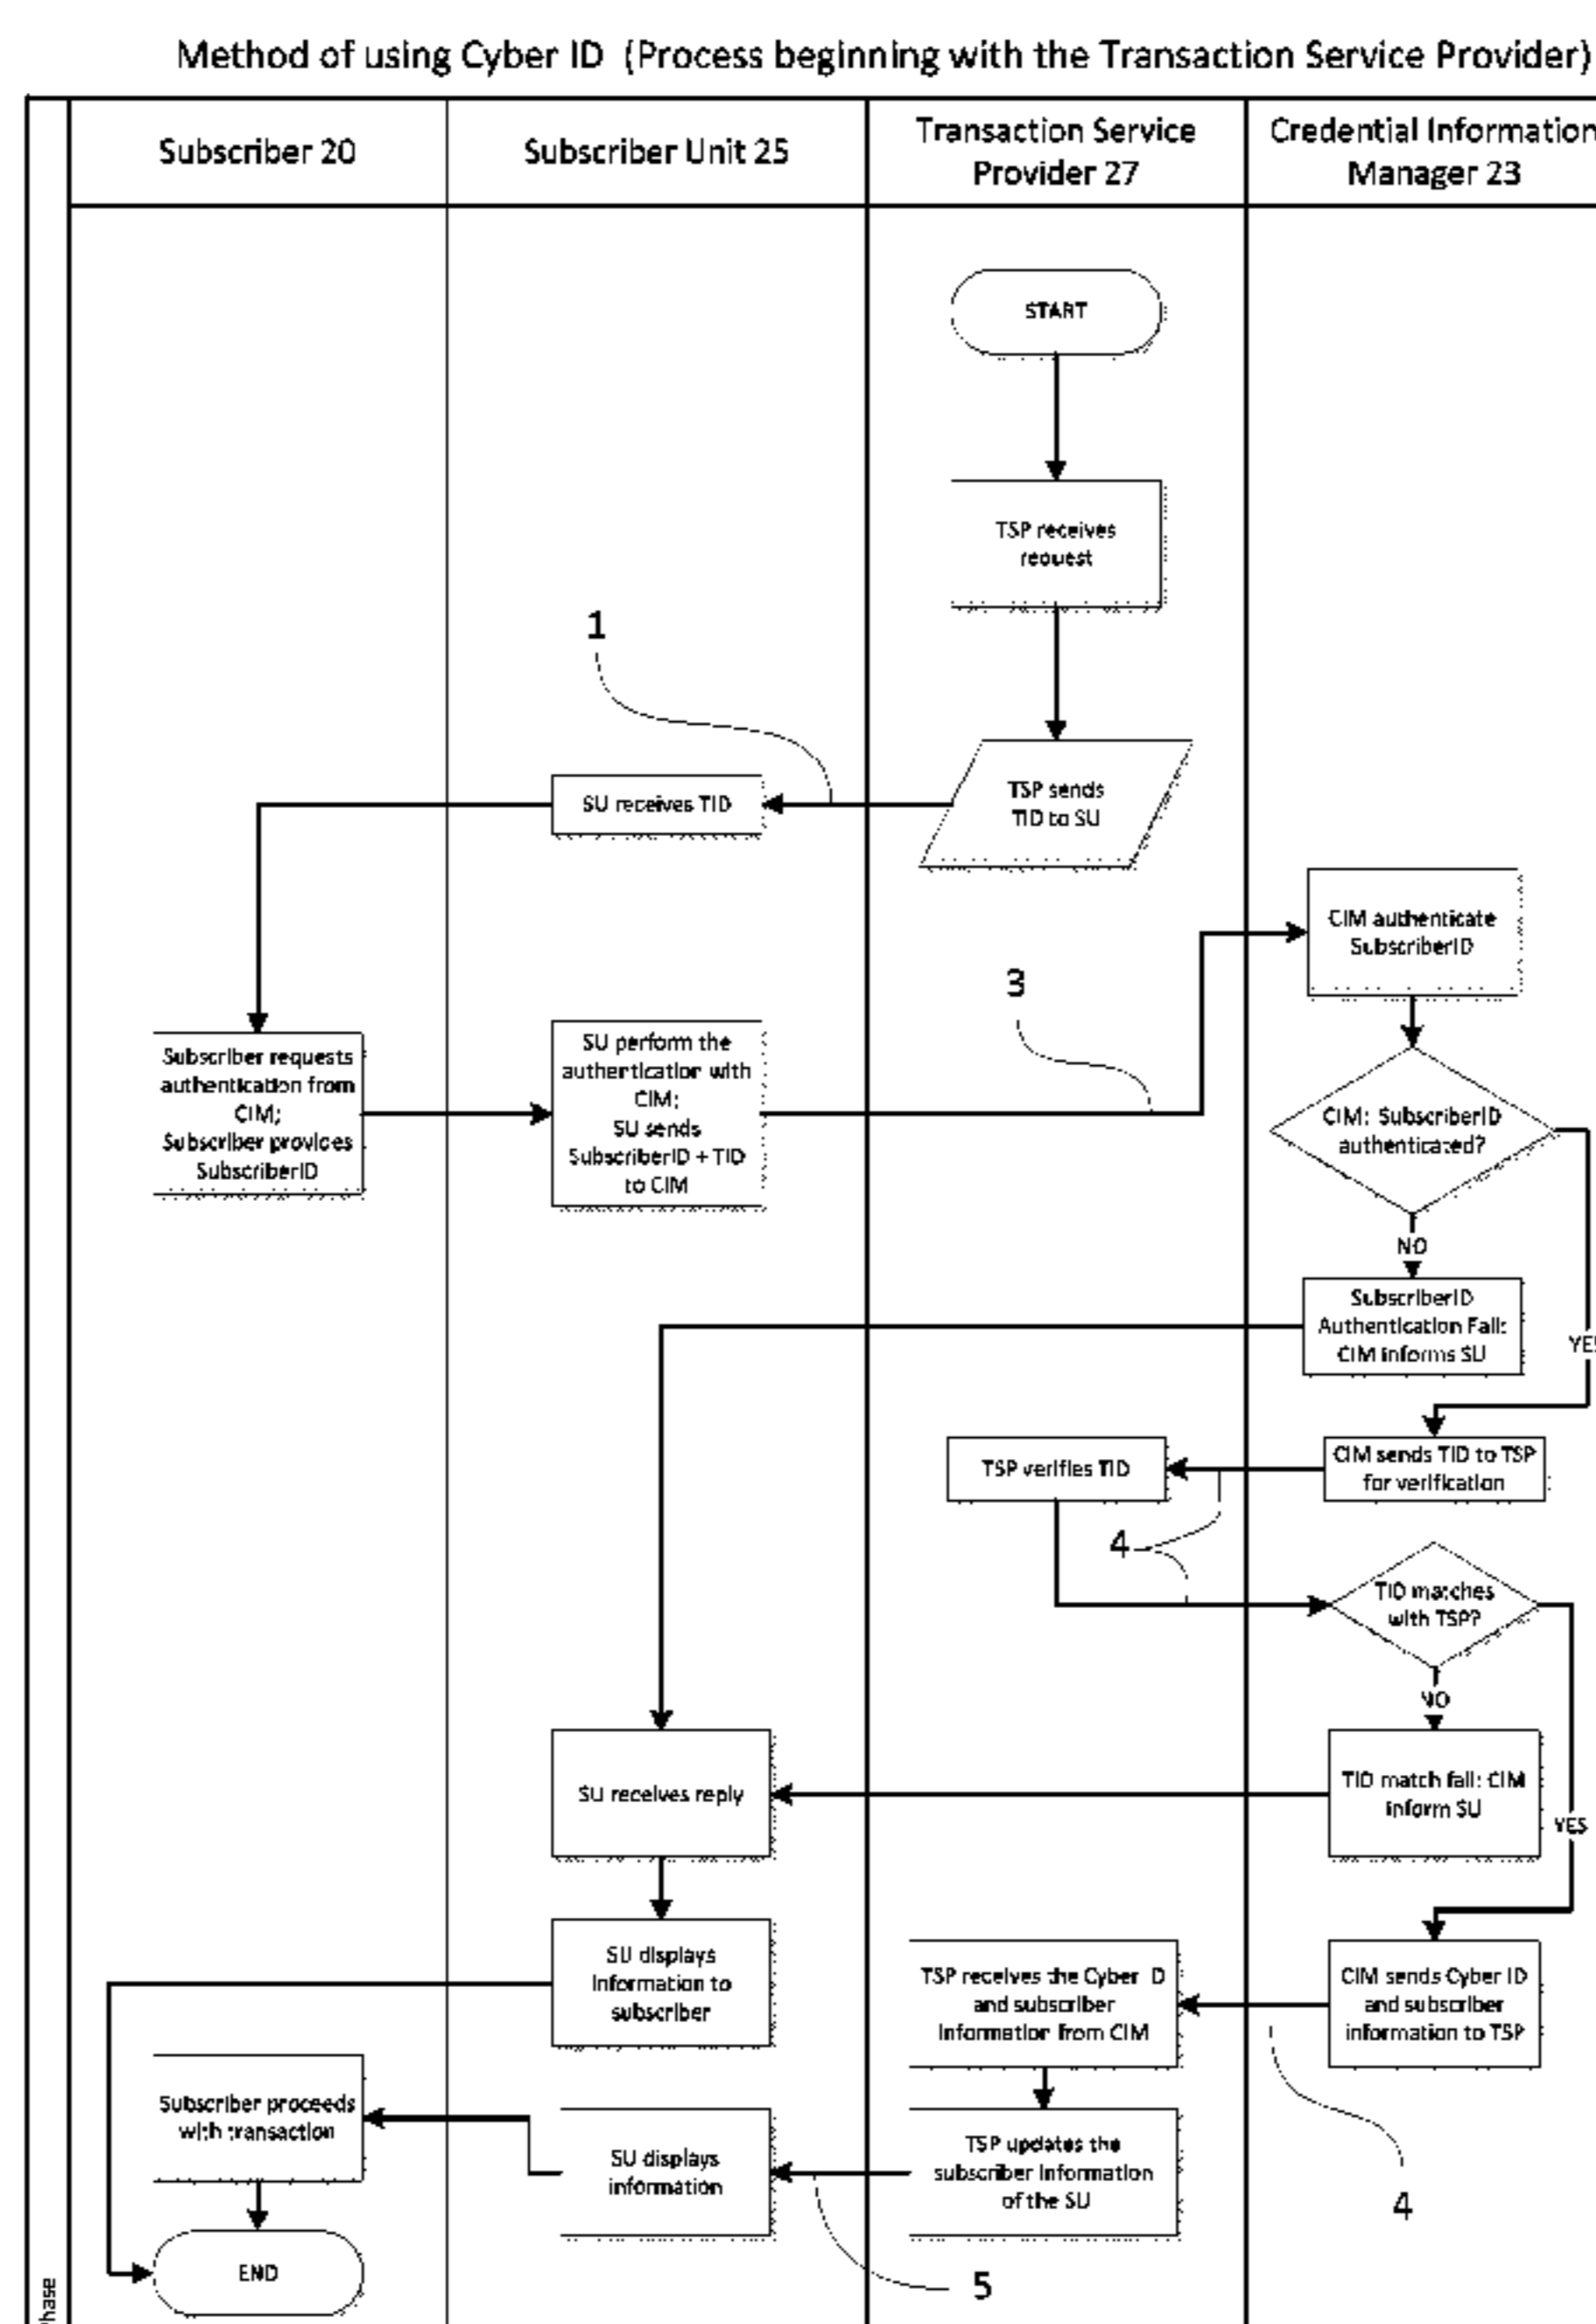 Method of using Cyber ID (Process beginning with the Transaction Service Provider)
Subscriber 20
Subscriber Unit 25
Transaction Service
Provider 27
Credential Information
Manager 23
START
TSP receives
request
1
SU receives TID
TSP sends
TID to SU
CIM authenticate
SubscriberID
3
Subscriber requests
authentication from
CIM;
Subscriber provides
SubscriberID
SU perform the
authentication with
CIM;
SU sends
SubscriberID + TID
to CIM
CIM: SubscriberID
authenticated?
NO
SubscriberID
Authentication Fail:
CIM informs SU
YES
TSP verifies TID
CIM sends TID to TSP
for verification
4
TID matches
with TSP?
NO
SU receives reply
TID match fail: CIM
inform SU
YES
SU displays
information to
subscriber
TSP receives the Cyber ID
and subscriber
information from CIM
CIM sends Cyber ID
and subscriber
information to TSP
Subscriber proceeds
with transaction
SU displays
information
TSP updates the
subscriber information
of the SU
4
END
5
Phase